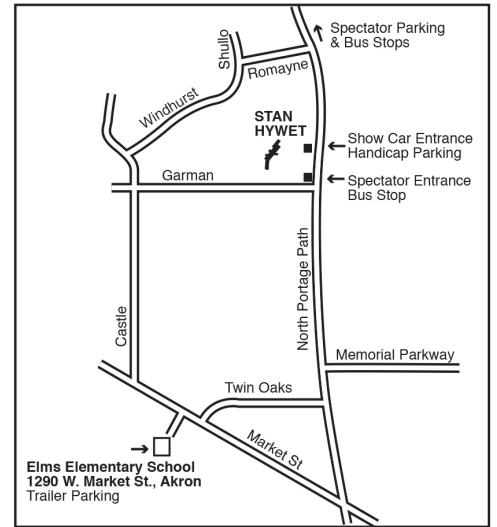 Spectator Parking
& Bus Stops
Shullo
Romayne
Windhurst
STAN
HYWET
Show Car Entrance
Handicap Parking
Garman
Spectator Entrance
Bus Stop
North Portage Path
Castle
Memorial Parkway
Twin Oaks
Market St
Elms Elementary School
1290 W. Market St., Akron
Trailer Parking